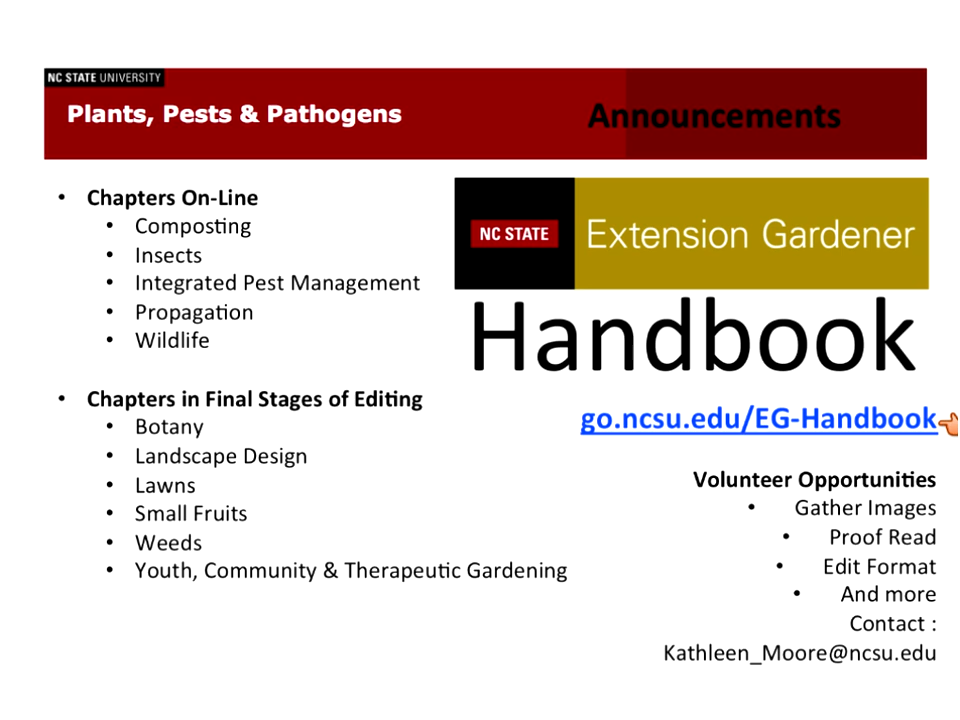 NC STATE UNIVERSITY
Plants, Pests & Pathogens
Announcements
• Chapters On-Line
• Composting
• Insects
• Integrated Pest Management
• Propagation
• Wildlife
• Chapters in Final Stages of Editing
• Botany
• Landscape Design
• Lawns
• Small Fruits
• Weeds
• Youth, Community & Therapeutic Gardening
NC STATE
Extension Gardener
Handbook
go.ncsu.edu/EG-Handbook
Volunteer Opportunities
• Gather Images
• Proof Read
• Edit Format
• And more
Contact :
Kathleen_Moore@ncsu.edu